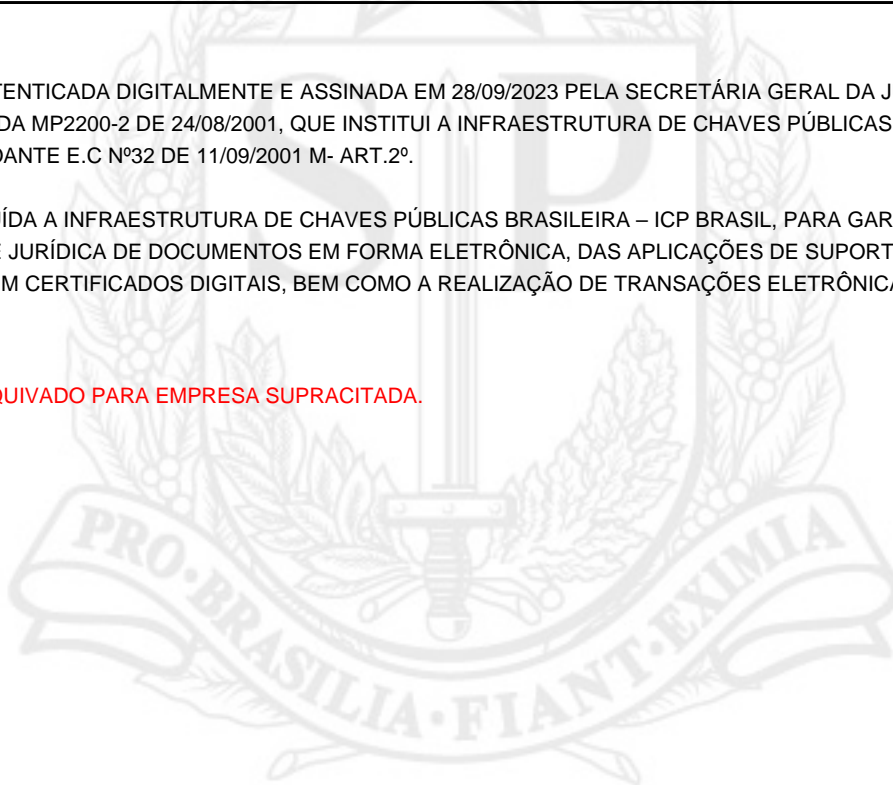 TENTICADA DIGITALMENTE E ASSINADA EM 28/09/2023 PELA SECRETÁRIA GERAL DA J
DA MP2200-2 DE 24/08/2001, QUE INSTITUI A INFRAESTRUTURA DE CHAVES PÚBLICAS
DANTE E.C Nº32 DE 11/09/2001 M- ART.2º.
UÍDA A INFRAESTRUTURA DE CHAVES PÚBLICAS BRASILEIRA – ICP BRASIL, PARA GAR
E JURÍDICA DE DOCUMENTOS EM FORMA ELETRÔNICA, DAS APLICAÇÕES DE SUPORT
EM CERTIFICADOS DIGITAIS, BEM COMO A REALIZAÇÃO DE TRANSAÇÕES ELETRÔNICA
QUIVADO PARA EMPRESA SUPRACITADA.
SP
PRO·BRASILIA·FIANT·EXIMIA